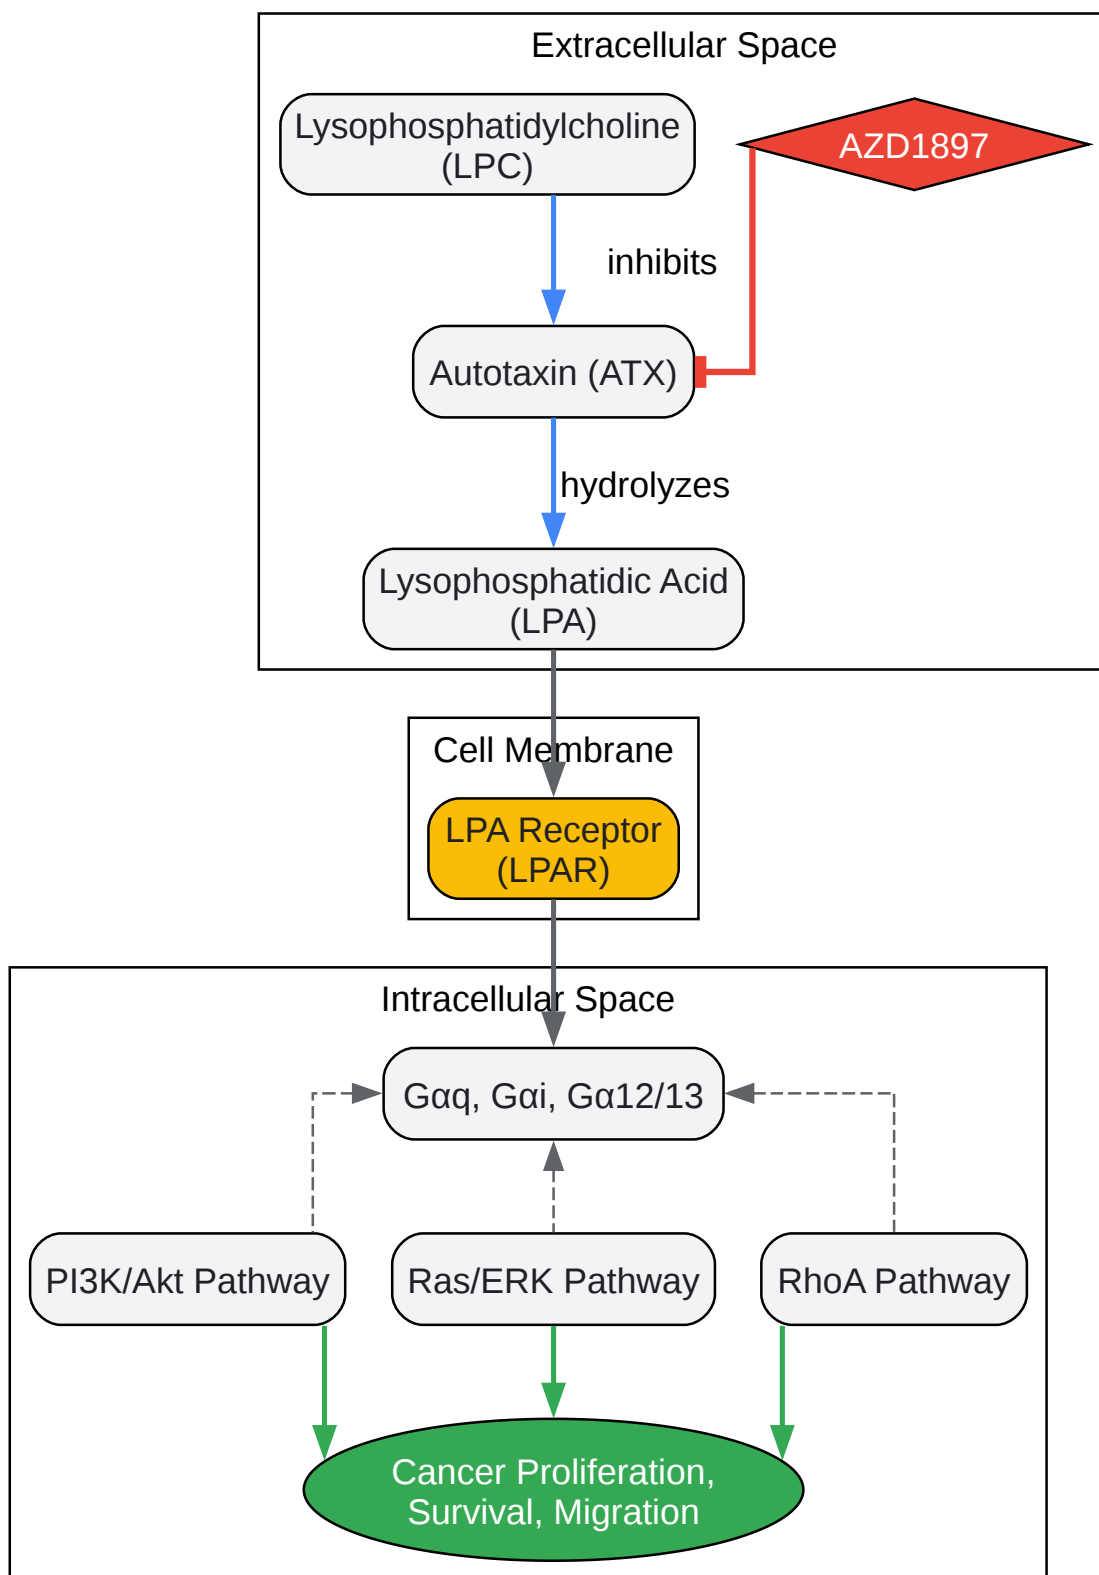 Extracellular Space
Lysophosphatidylcholine
(LPC)
AZD1897
inhibits
Autotaxin (ATX)
hydrolyzes
Lysophosphatidic Acid
(LPA)
Cell Membrane
LPA Receptor
(LPAR)
Intracellular Space
Gαq, Gαi, Gα12/13
PI3K/Akt Pathway
Ras/ERK Pathway
RhoA Pathway
Cancer Proliferation,
Survival, Migration